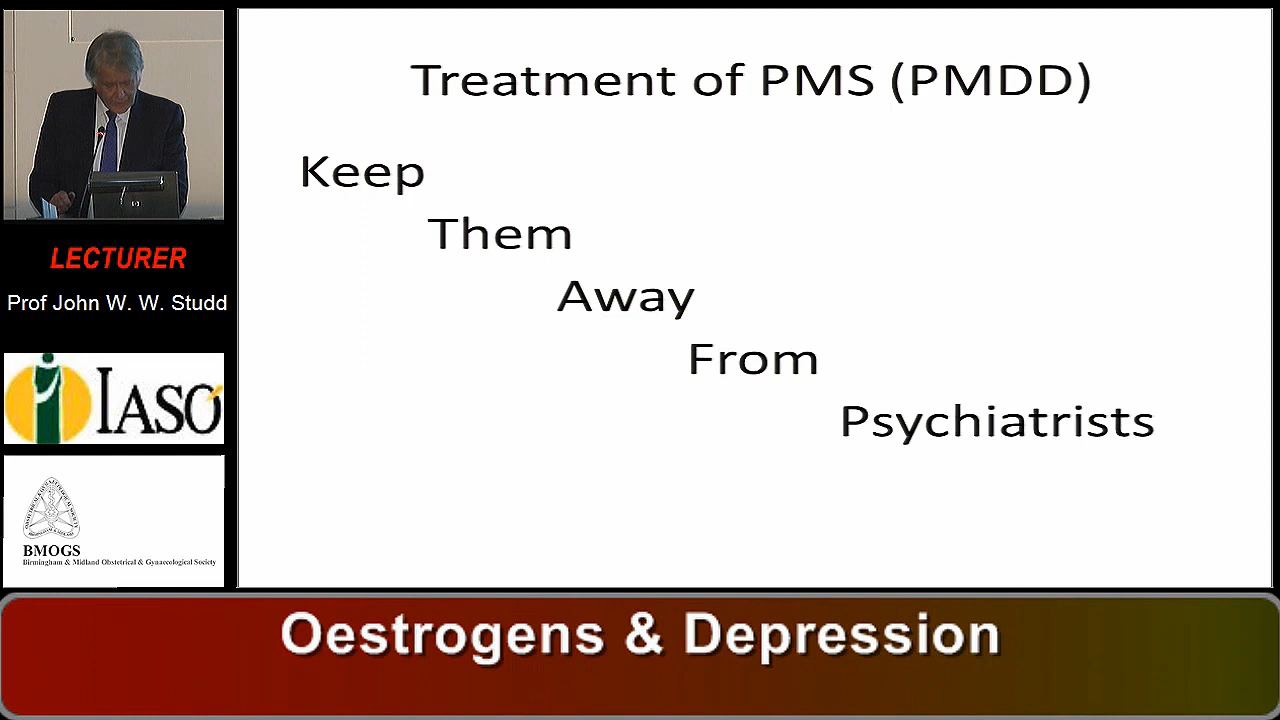 Treatment of PMS (PMDD)
Keep
Them
Away
From
Psychiatrists
LECTURER
Prof John W. W. Studd
IASO
BMOGS
Birmingham & Midland Obstetrical & Gynaecological Society
Oestrogens & Depression